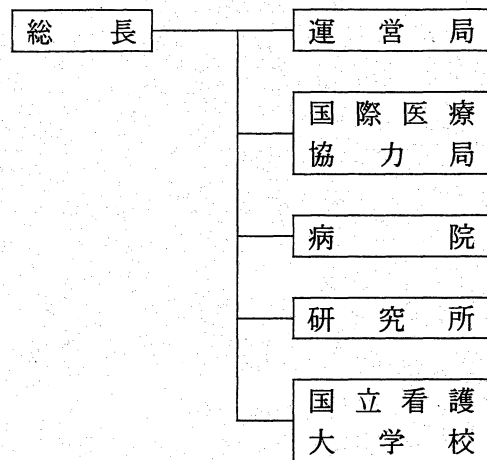 総長
運営局
国際医療
協力局
病院
研究所
国立看護
大学校